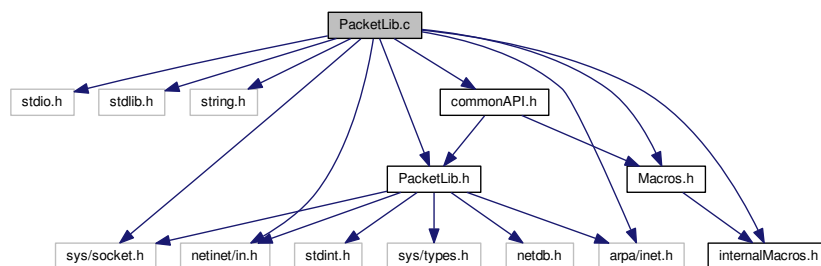 PacketLib.c
stdio.h
stdlib.h
string.h
commonAPI.h
PacketLib.h
Macros.h
sys/socket.h
netinet/in.h
stdint.h
sys/types.h
netdb.h
arpa/inet.h
internalMacros.h